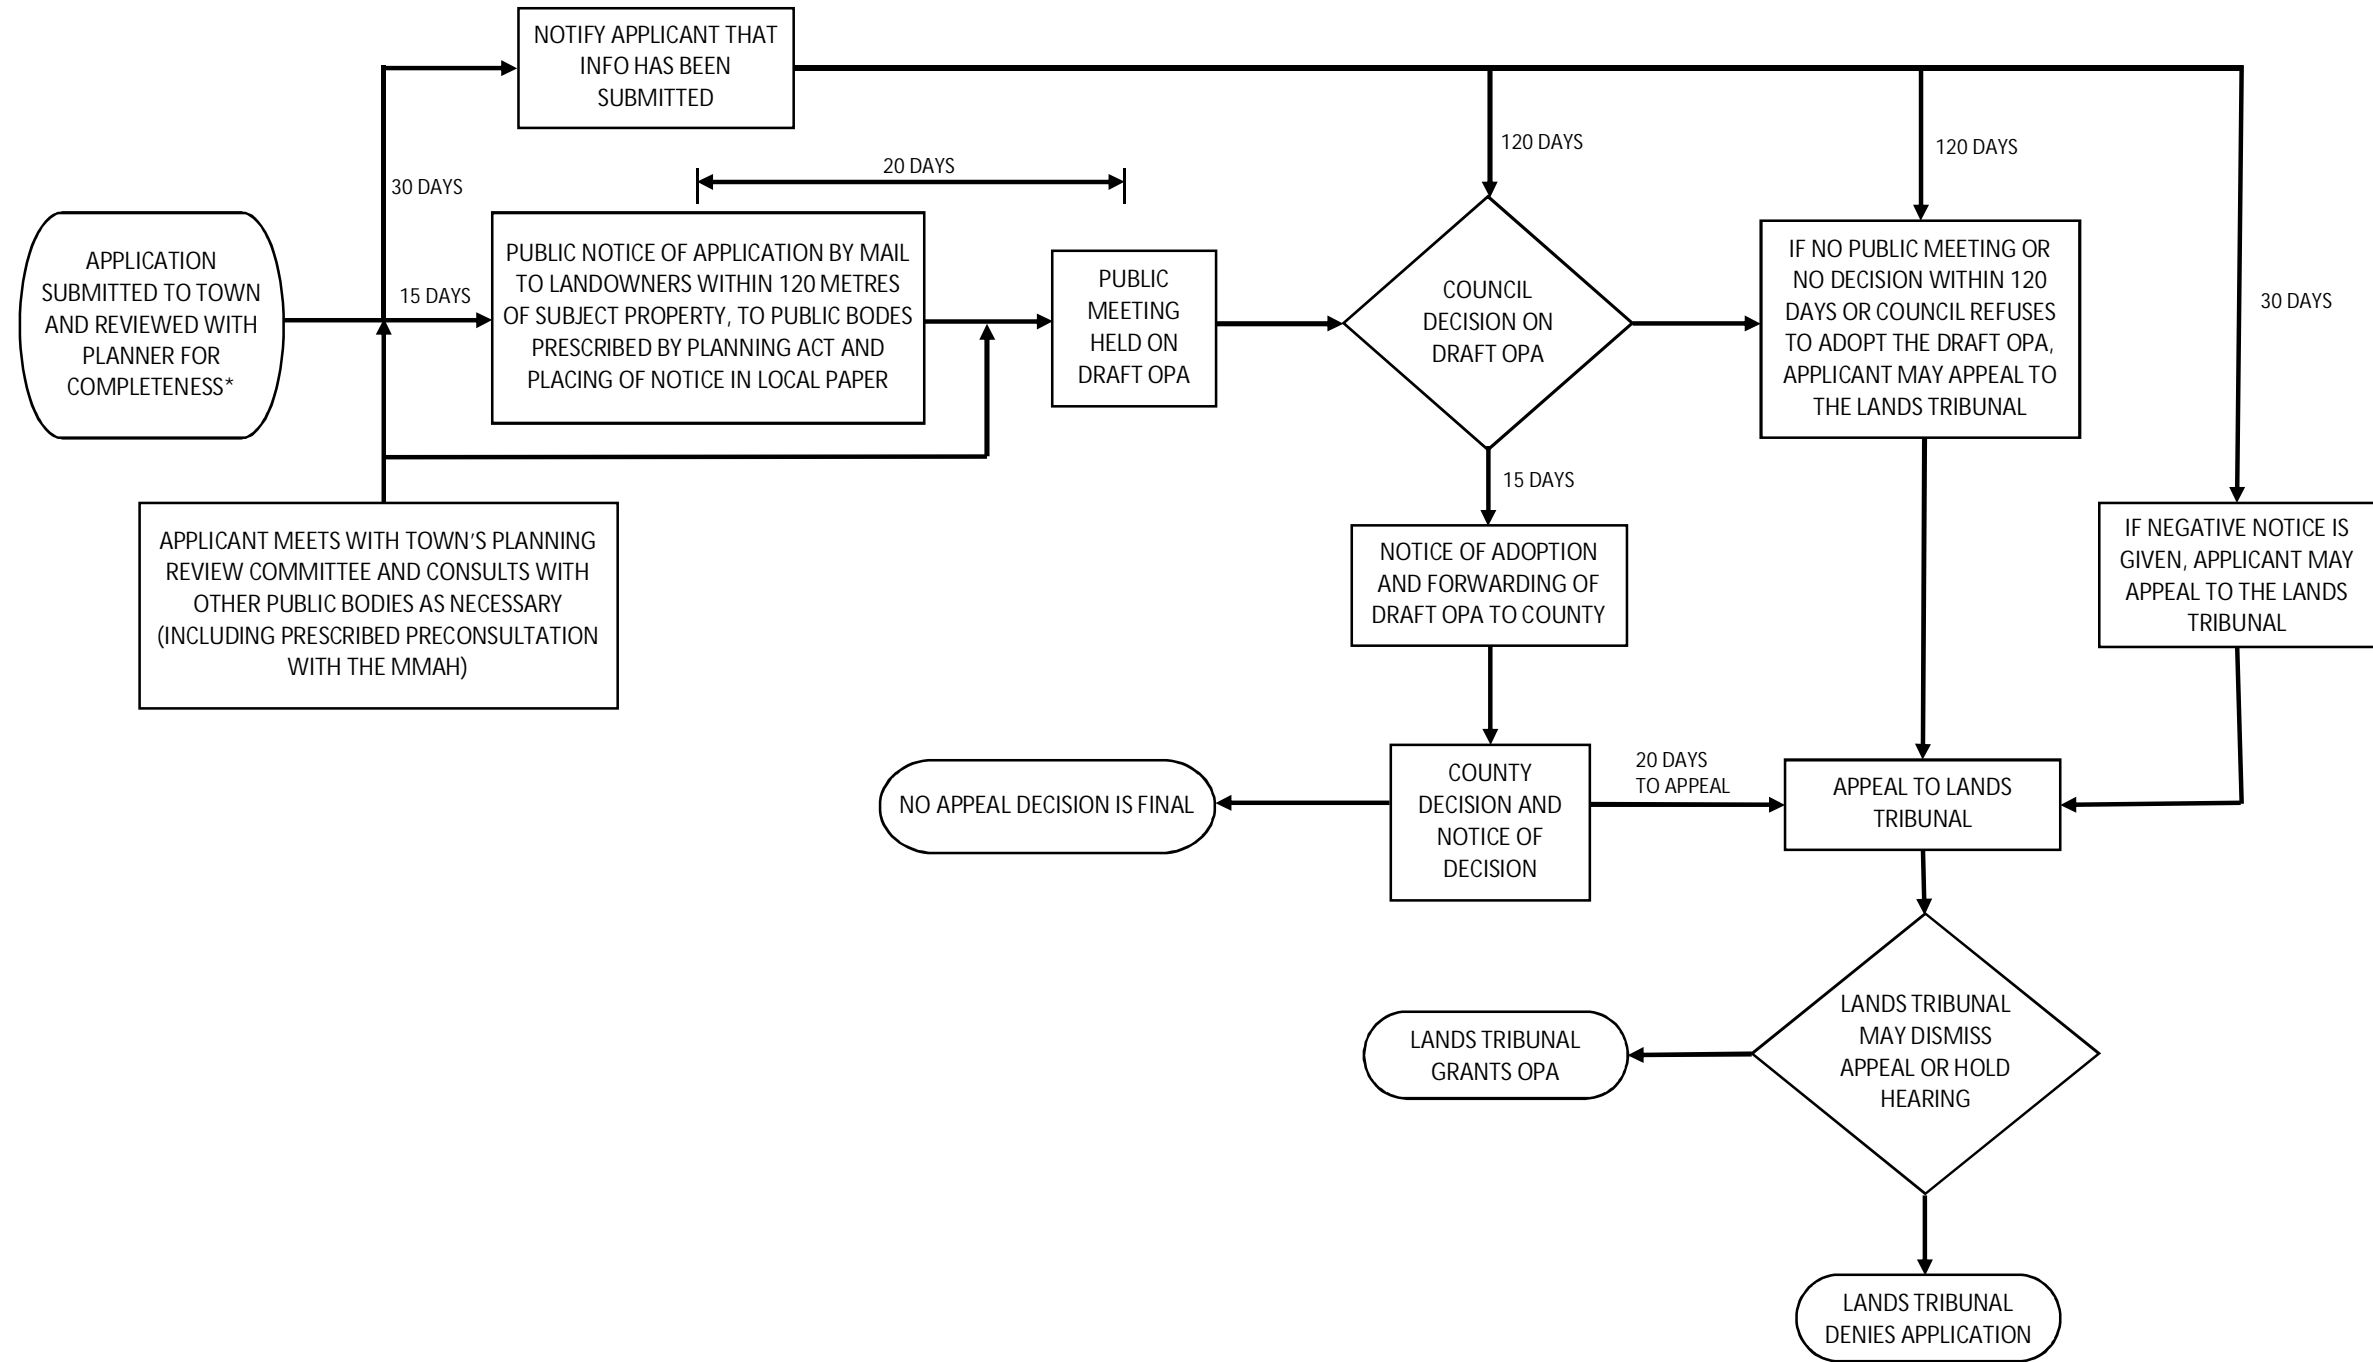 NOTIFY APPLICANT THAT
INFO HAS BEEN
SUBMITTED
30 DAYS
20 DAYS
120 DAYS
120 DAYS
30 DAYS
APPLICATION
SUBMITTED TO TOWN
AND REVIEWED WITH
PLANNER FOR
COMPLETENESS*
15 DAYS
PUBLIC NOTICE OF APPLICATION BY MAIL
TO LANDOWNERS WITHIN 120 METRES
OF SUBJECT PROPERTY, TO PUBLIC BODIES
PRESCRIBED BY PLANNING ACT AND
PLACING OF NOTICE IN LOCAL PAPER
PUBLIC
MEETING
HELD ON
DRAFT OPA
COUNCIL
DECISION ON
DRAFT OPA
IF NO PUBLIC MEETING OR
NO DECISION WITHIN 120
DAYS OR COUNCIL REFUSES
TO ADOPT THE DRAFT OPA,
APPLICANT MAY APPEAL TO
THE LANDS TRIBUNAL
15 DAYS
APPLICANT MEETS WITH TOWN'S PLANNING
REVIEW COMMITTEE AND CONSULTS WITH
OTHER PUBLIC BODIES AS NECESSARY
(INCLUDING PRESCRIBED PRECONSULTATION
WITH THE MMAH)
NOTICE OF ADOPTION
AND FORWARDING OF
DRAFT OPA TO COUNTY
IF NEGATIVE NOTICE IS
GIVEN, APPLICANT MAY
APPEAL TO THE LANDS
TRIBUNAL
NO APPEAL DECISION IS FINAL
COUNTY
DECISION AND
NOTICE OF
DECISION
20 DAYS
TO APPEAL
APPEAL TO LANDS
TRIBUNAL
LANDS TRIBUNAL
GRANTS OPA
LANDS TRIBUNAL
MAY DISMISS
APPEAL OR HOLD
HEARING
LANDS TRIBUNAL
DENIES APPLICATION